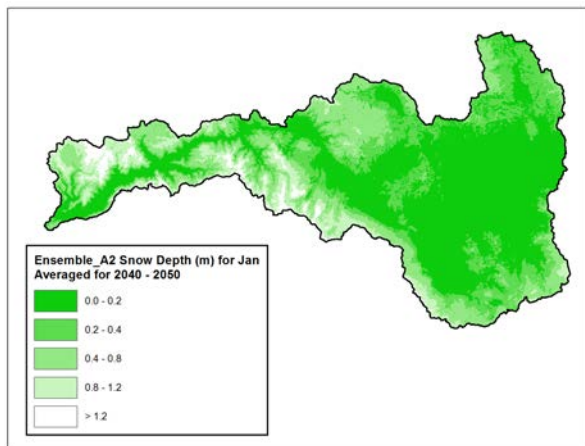 Ensemble_A2 Snow Depth (m) for Jan
Averaged for 2040 - 2050
0.0 - 0.2
0.2 - 0.4
0.4 - 0.8
0.8 - 1.2
> 1.2